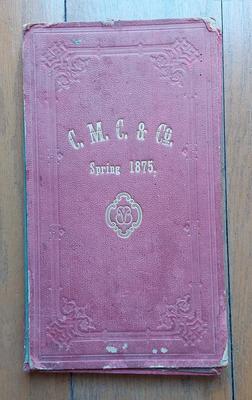 C. M. C. & Co.
Spring 1875.